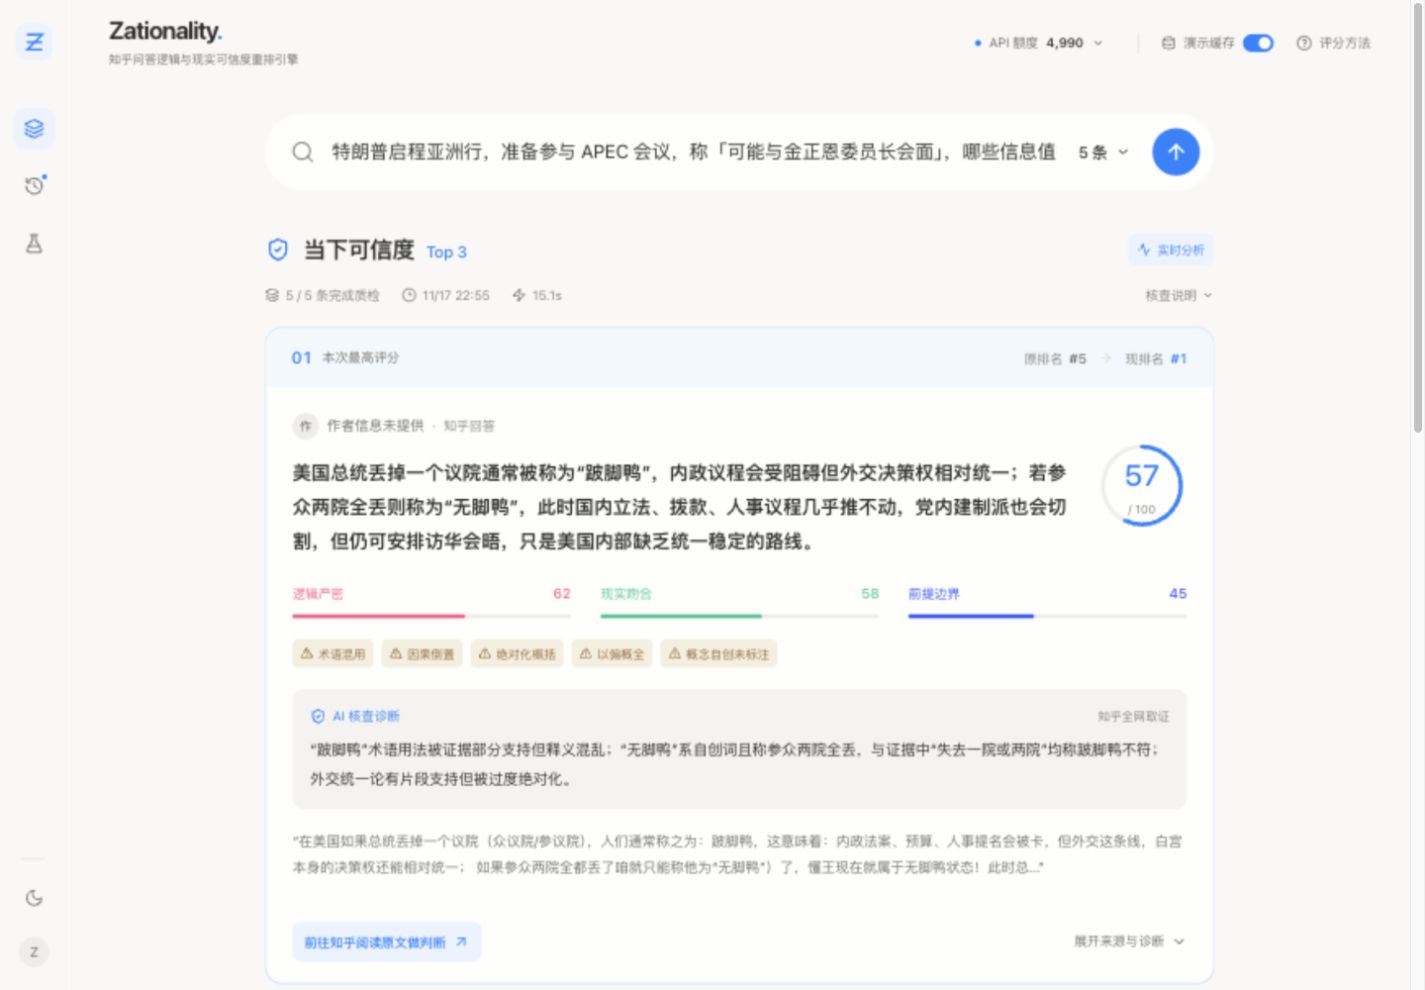 Zationality.
知乎问答逻辑与现实可信度重排引擎
API 额度 4,990
演示缓存
评分方法
特朗普启程亚洲行，准备参与 APEC 会议，称「可能与金正恩委员长会面」，哪些信息值
5 条
当下可信度 Top 3
实时分析
5 / 5 条完成质检 11/17 22:55 15.1s
核查说明
01 本次最高评分
原排名 #5 → 现排名 #1
作 作者信息未提供 · 知乎回答
美国总统丢掉一个议院通常被称为“跛脚鸭”，内政议程会受阻碍但外交决策权相对统一；若参
众两院全丢则称为“无脚鸭”，此时国内立法、拨款、人事议程几乎推不动，党内建制派也会切
割，但仍可安排访华会晤，只是美国内部缺乏统一稳定的路线。
57
/ 100
逻辑严密 62
现实吻合 58
前提边界 45
术语混用
因果倒置
绝对化概括
以偏概全
概念自创未标注
AI 核查诊断
知乎全网取证
“跛脚鸭”术语用法被证据部分支持但释义混乱；“无脚鸭”系自创词且称参众两院全丢，与证据中“失去一院或两院”均称跛脚鸭不符；
外交统一论有片段支持但被过度绝对化。
“在美国如果总统丢掉一个议院（众议院/参议院），人们通常称之为：跛脚鸭，这意味着：内政法案、预算、人事提名会被卡，但外交这条线，白宫
本身的决策权还能相对统一； 如果参众两院全都丢了咱就只能称他为“无脚鸭”）了，懂王现在就属于无脚鸭状态！此时总...”
前往知乎阅读原文做判断
展开来源与诊断
Z